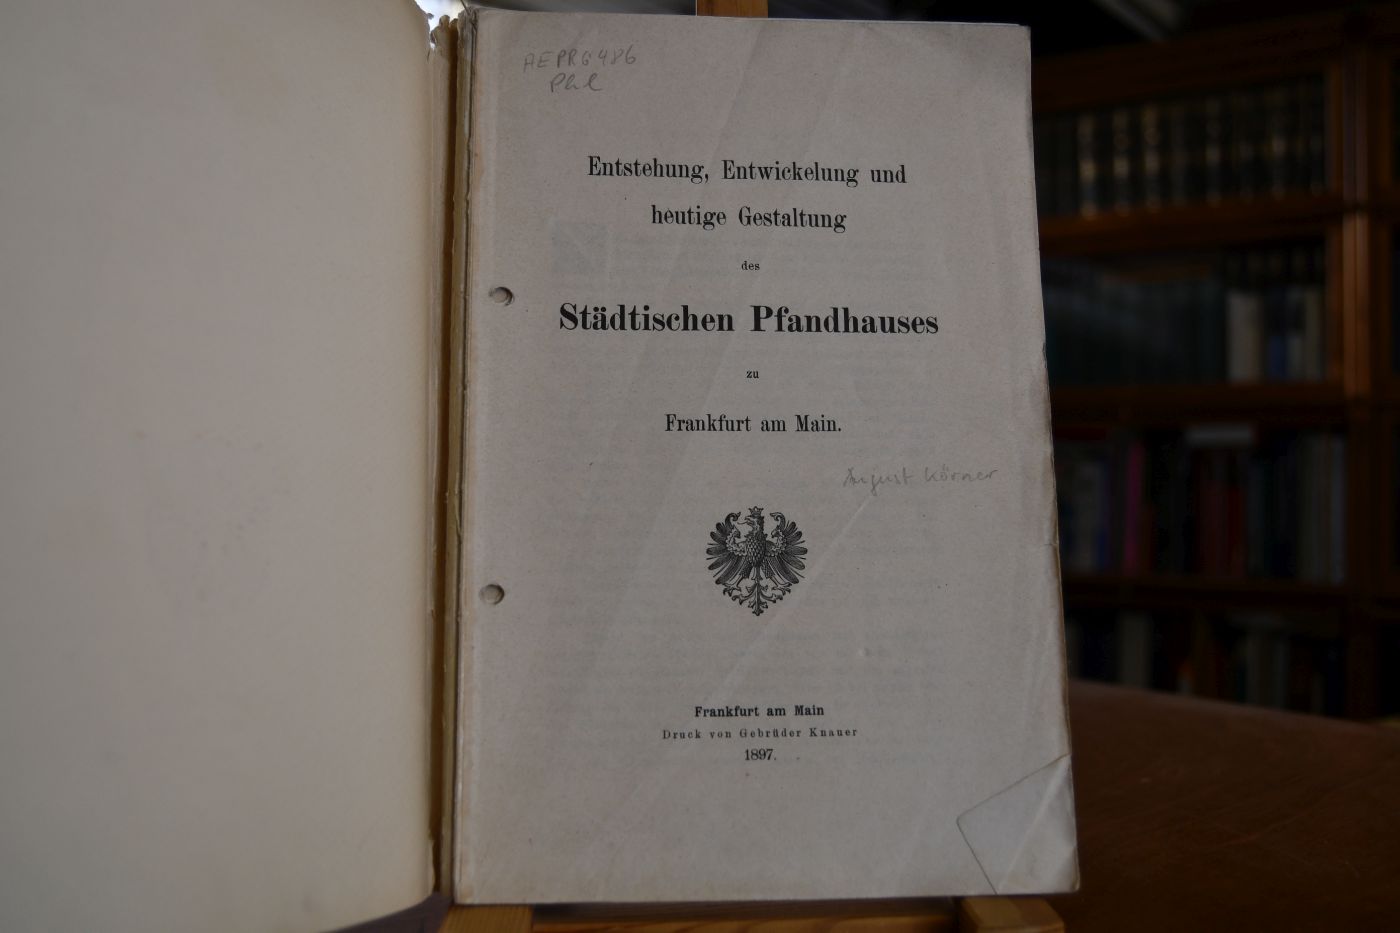 AEPRG486
Phl
Entstehung, Entwickelung und
heutige Gestaltung
des
Städtischen Pfandhauses
zu
Frankfurt am Main.
August Körner
Frankfurt am Main
Druck von Gebrüder Knauer
1897.